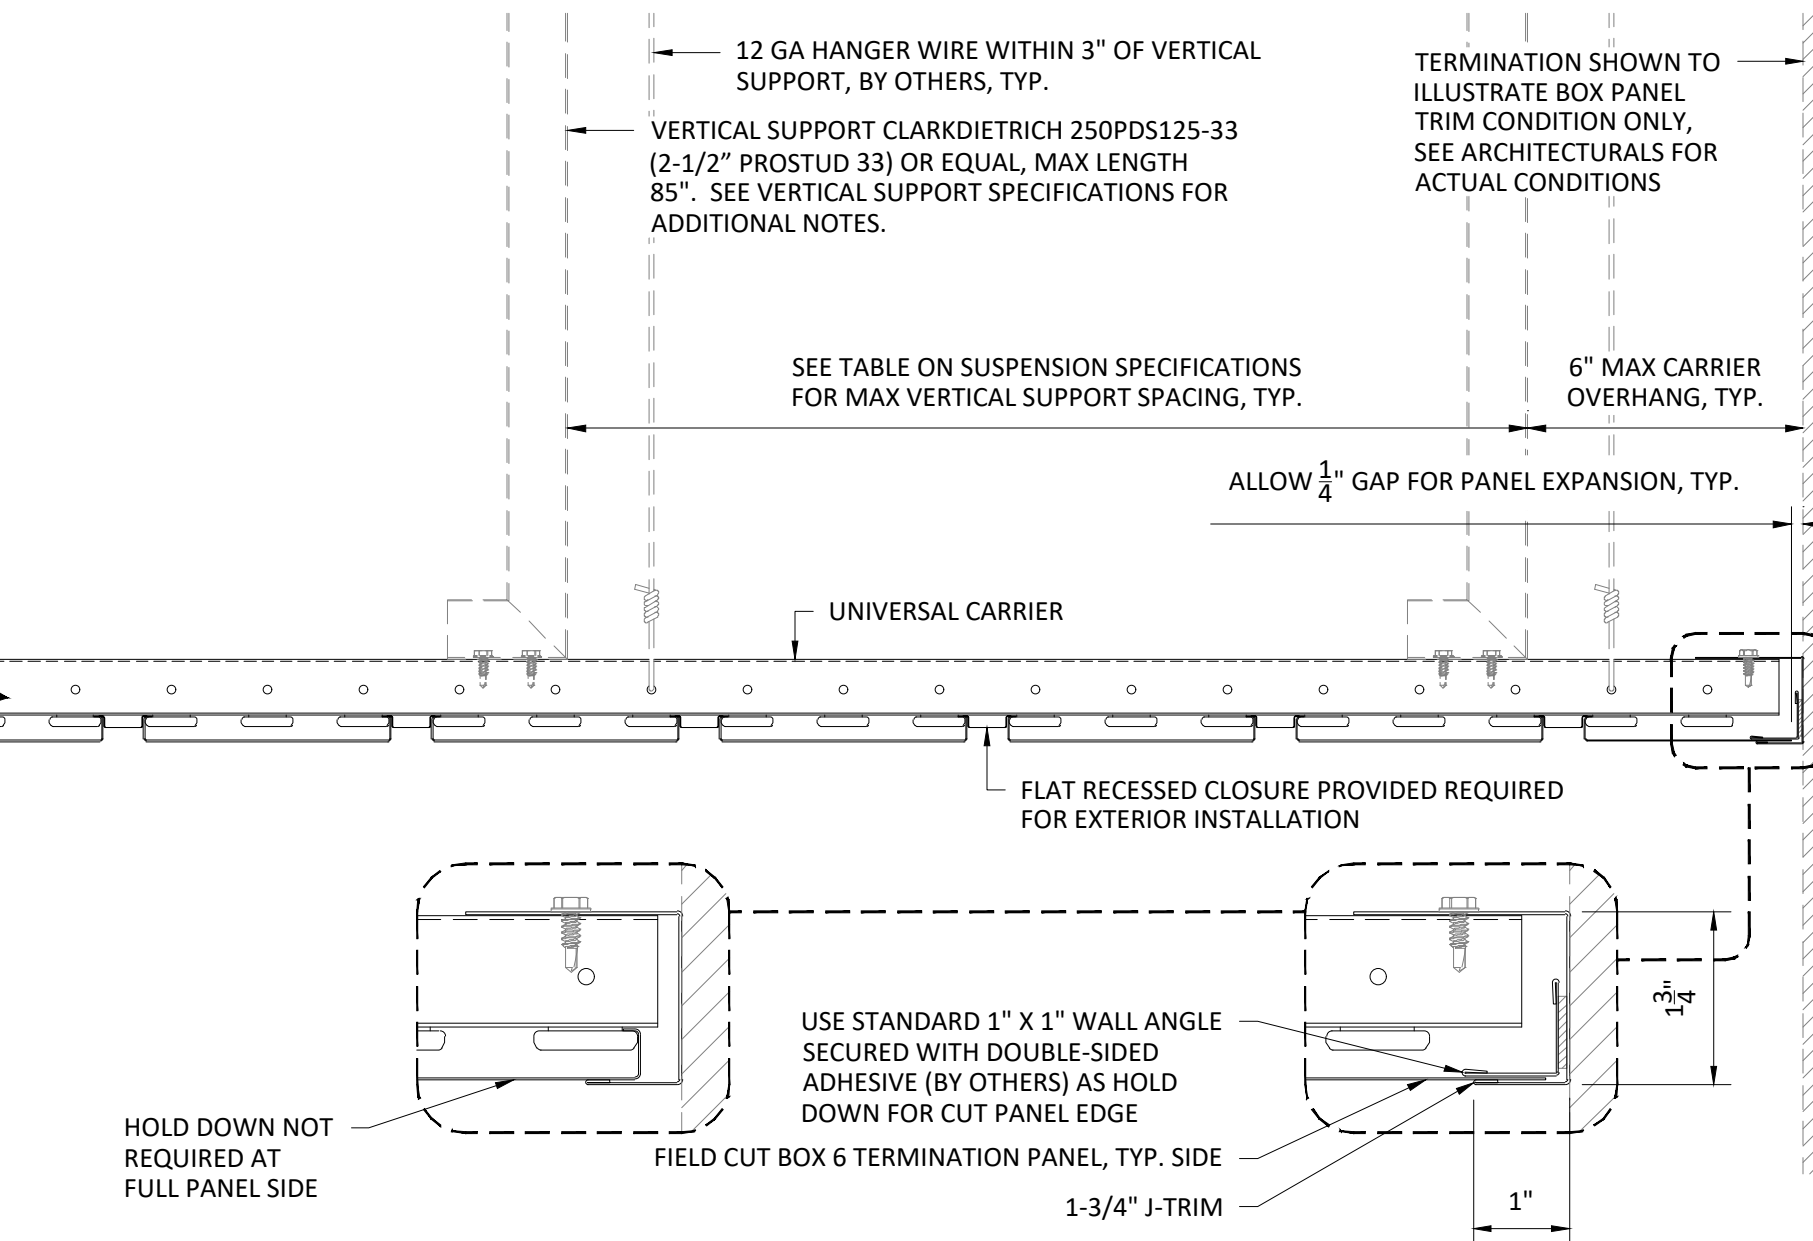 12 GA HANGER WIRE WITHIN 3" OF VERTICAL
SUPPORT, BY OTHERS, TYP.
VERTICAL SUPPORT CLARKDIETRICH 250PDS125-33
(2-1/2” PROSTUD 33) OR EQUAL, MAX LENGTH
85".  SEE VERTICAL SUPPORT SPECIFICATIONS FOR
ADDITIONAL NOTES.
TERMINATION SHOWN TO
ILLUSTRATE BOX PANEL
TRIM CONDITION ONLY,
SEE ARCHITECTURALS FOR
ACTUAL CONDITIONS
SEE TABLE ON SUSPENSION SPECIFICATIONS
FOR MAX VERTICAL SUPPORT SPACING, TYP.
6" MAX CARRIER
OVERHANG, TYP.
ALLOW 1/4" GAP FOR PANEL EXPANSION, TYP.
UNIVERSAL CARRIER
FLAT RECESSED CLOSURE PROVIDED REQUIRED
FOR EXTERIOR INSTALLATION
USE STANDARD 1" X 1" WALL ANGLE
SECURED WITH DOUBLE-SIDED
ADHESIVE (BY OTHERS) AS HOLD
DOWN FOR CUT PANEL EDGE
1 3/4"
HOLD DOWN NOT
REQUIRED AT
FULL PANEL SIDE
FIELD CUT BOX 6 TERMINATION PANEL, TYP. SIDE
1-3/4" J-TRIM
1"